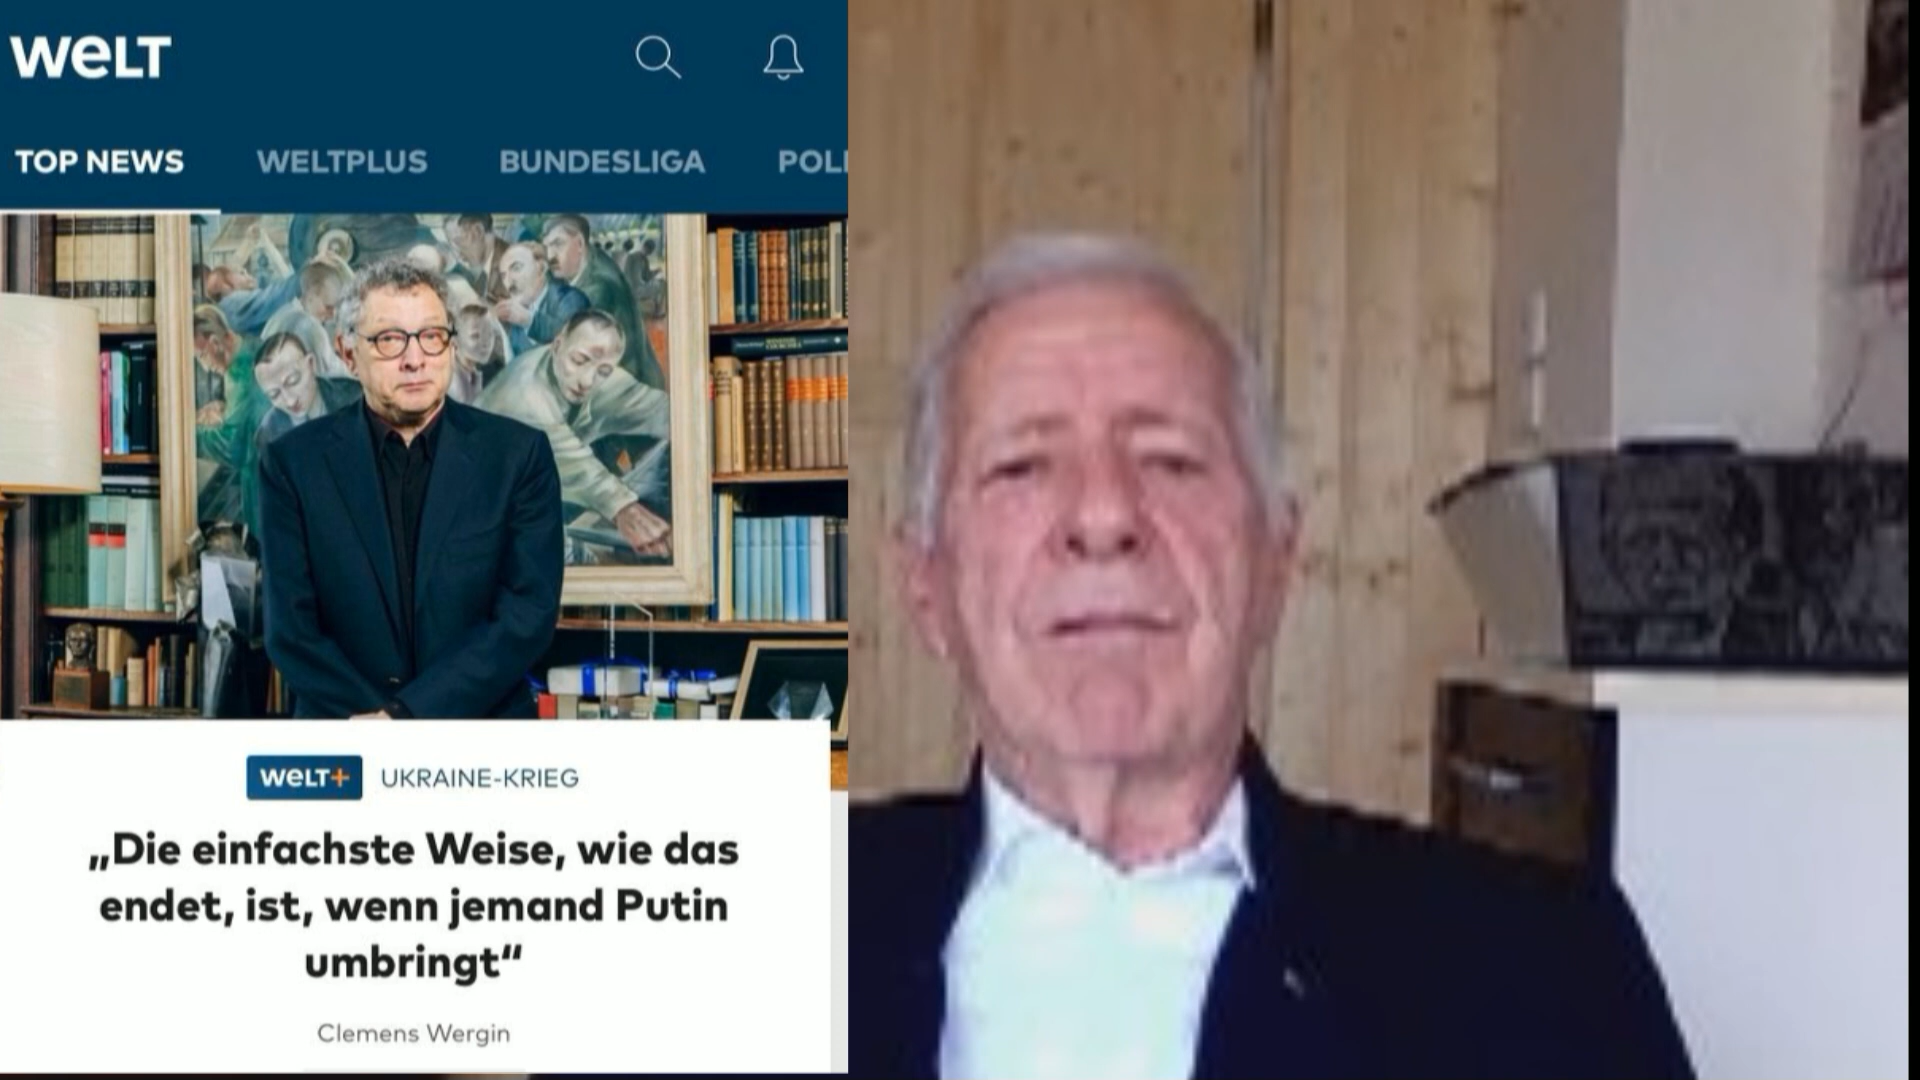 WELT
TOP NEWS WELTPLUS BUNDESLIGA POLI
WELT+ UKRAINE-KRIEG
„Die einfachste Weise, wie das
endet, ist, wenn jemand Putin
umbringt“
Clemens Wergin